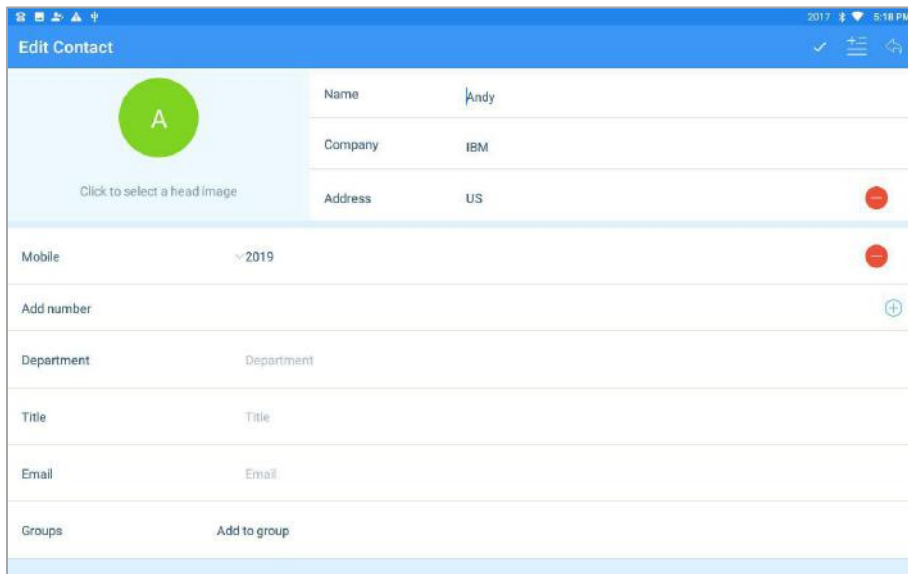 2017 5:18 PM
Edit Contact
A
Click to select a head image
Name Andy
Company IBM
Address US
Mobile 2019
Add number
Department Department
Title Title
Email Email
Groups Add to group